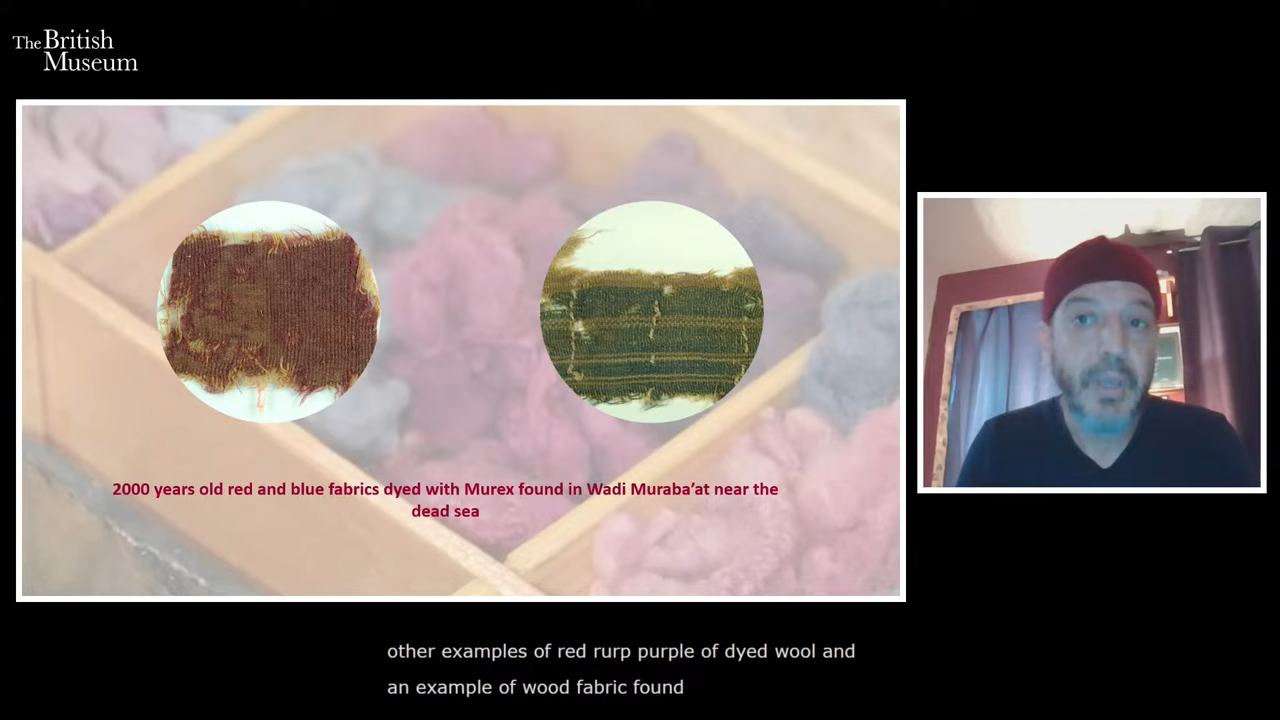 The British
Museum
2000 years old red and blue fabrics dyed with Murex found in Wadi Muraba’at near the
dead sea
other examples of red rurp purple of dyed wool and
an example of wood fabric found